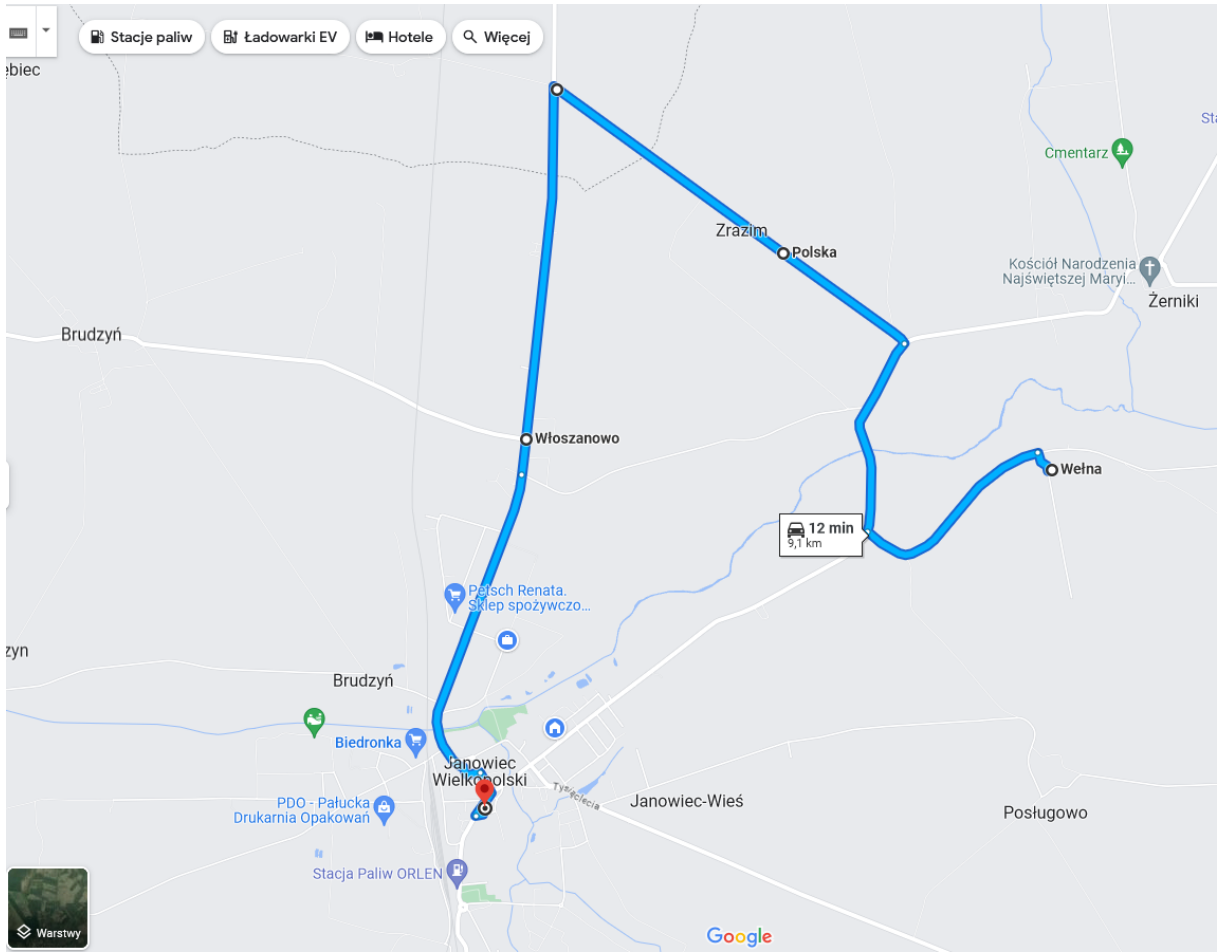 Stacje paliw
Ładowarki EV
Hotele
Więcej
ębiec
Sta
Cmentarz
Zrazim
Polska
Kościół Narodzenia
Najświętszej Maryi...
Żerniki
Brudzyń
Włoszanowo
Wełna
12 min
9,1 km
Petsch Renata.
Sklep spożywczo...
zyn
Brudzyń
Biedronka
Janowiec
Wielkopolski
Tysiąclecia
Janowiec-Wieś
PDO - Pałucka
Drukarnia Opakowań
Posługowo
Stacja Paliw ORLEN
Warstwy
Google